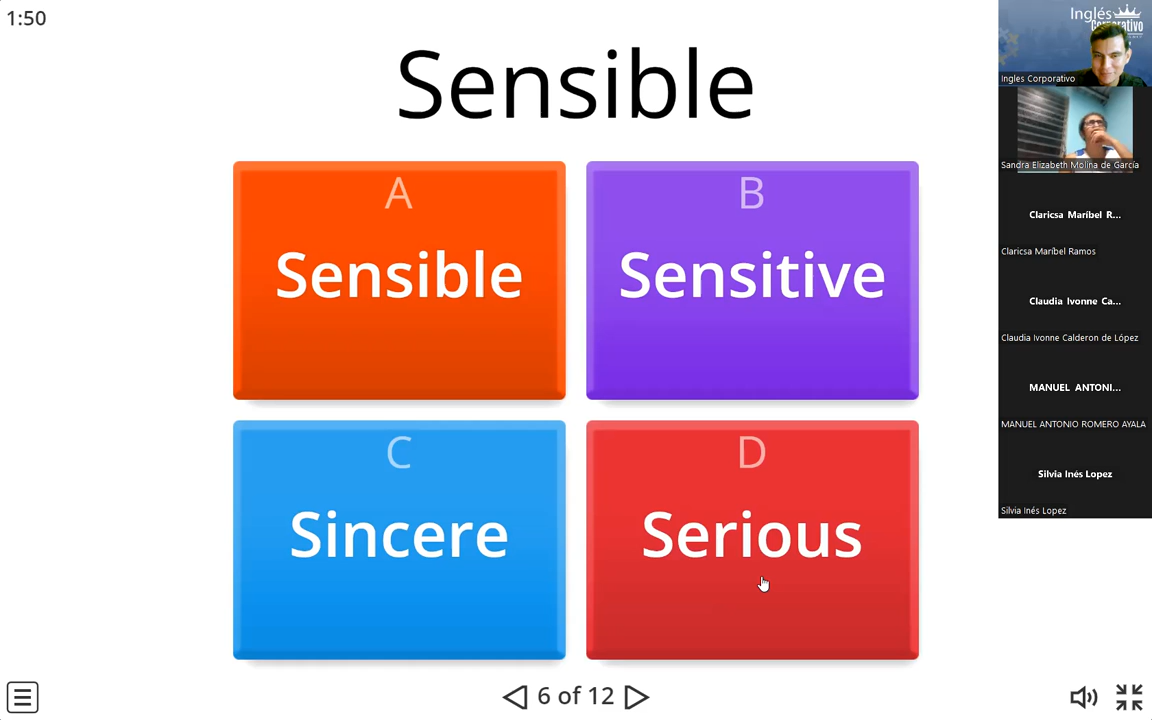 1:50
Sensible
A
Sensible
B
Sensitive
C
Sincere
D
Serious
6 of 12
Inglés
Corporativo
Ingles Corporativo
Sandra Elizabeth Molina de García
Claricsa Maríbel R...
Claricsa Maríbel Ramos
Claudia Ivonne Ca...
Claudia Ivonne Calderon de López
MANUEL ANTONI...
MANUEL ANTONIO ROMERO AYALA
Silvia Inés Lopez
Silvia Inés Lopez